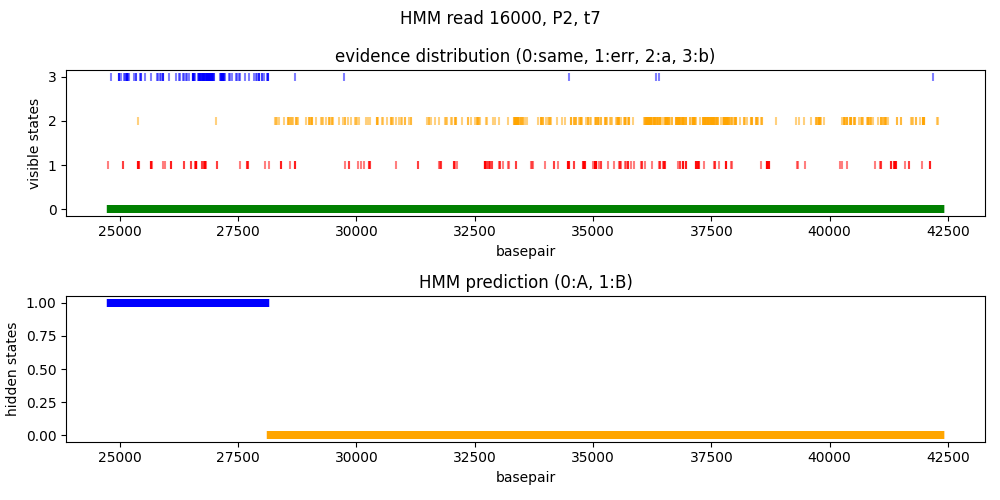 HMM read 16000, P2, t7
evidence distribution (0:same, 1:err, 2:a, 3:b)
visible states
3
2
1
0
25000 27500 30000 32500 35000 37500 40000 42500
basepair
HMM prediction (0:A, 1:B)
hidden states
1.00
0.75
0.50
0.25
0.00
25000 27500 30000 32500 35000 37500 40000 42500
basepair